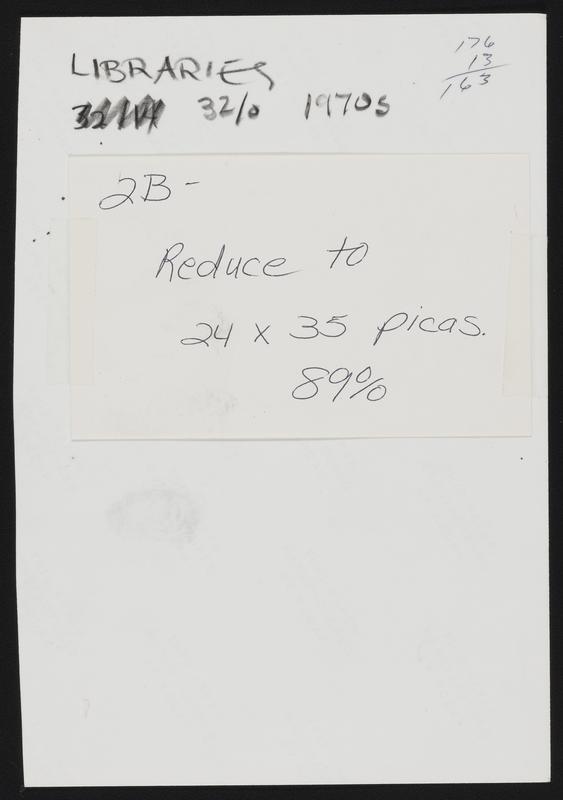 LIBRARIES
32/0 1970s
176
13
163
2B-
Reduce to
24 x 35 picas.
89%